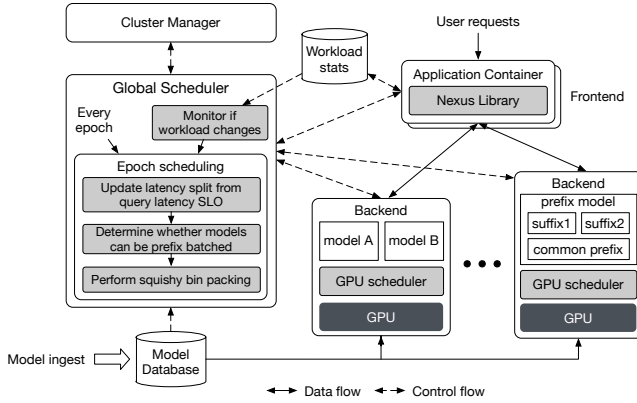 Cluster Manager
User requests
Workload
stats
Application Container
Nexus Library
Frontend
Global Scheduler
Every
epoch
Monitor if
workload changes
Epoch scheduling
Update latency split from
query latency SLO
Determine whether models
can be prefix batched
Perform squishy bin packing
Backend
model A
model B
GPU scheduler
GPU
Backend
prefix model
suffix1
suffix2
common prefix
GPU scheduler
GPU
Model ingest
Model
Database
Data flow
Control flow